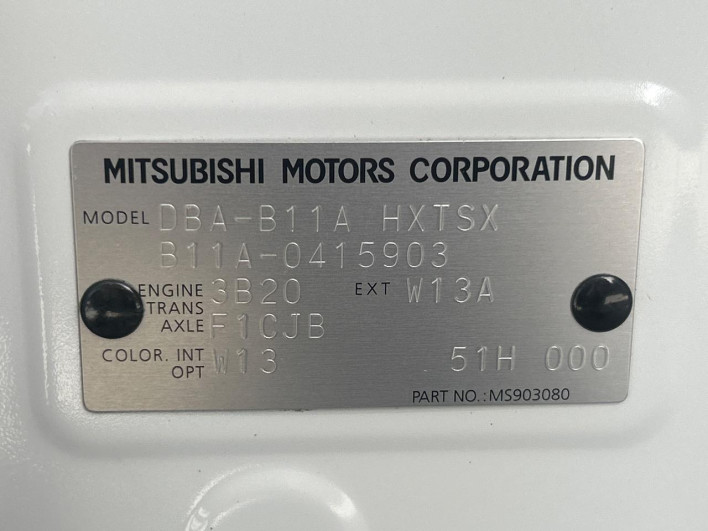 MITSUBISHI MOTORS CORPORATION
MODEL DBA-B11A HXTSX
B11A-0415903
ENGINE 3B20 EXT W13A
TRANS
AXLE F1CJB
COLOR. INT W13 51H 000
OPT
PART NO.:MS903080